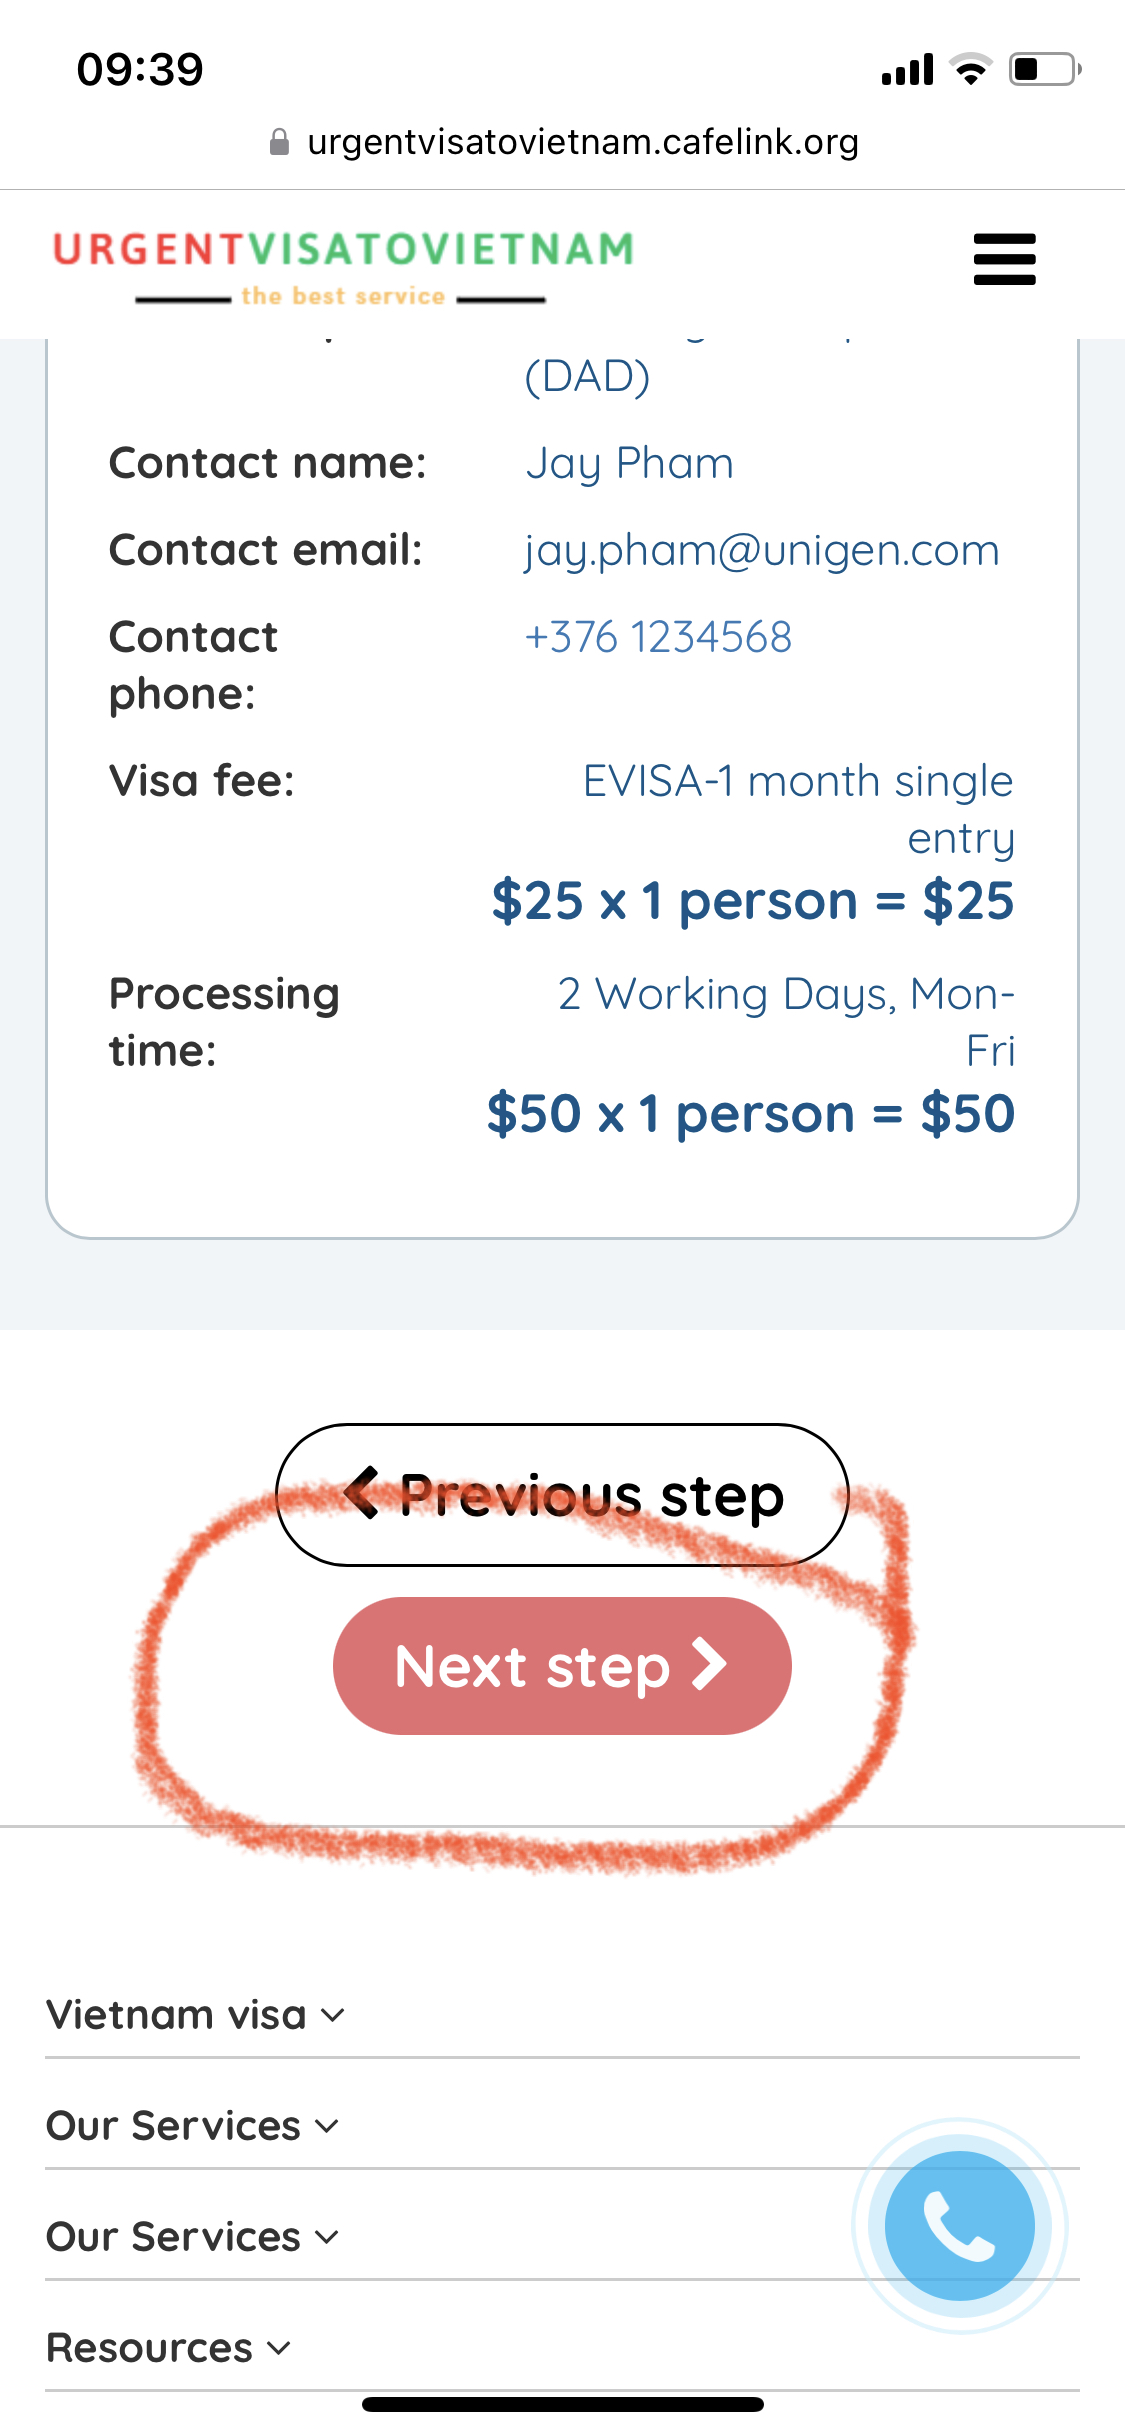 09:39
urgentvisatovietnam.cafelink.org
URGENTVISATOVIETNAM
the best service
(DAD)
Contact name: Jay Pham
Contact email: jay.pham@unigen.com
Contact phone: +376 1234568
Visa fee: EVISA-1 month single
entry
$25 x 1 person = $25
Processing time: 2 Working Days, Mon-
Fri
$50 x 1 person = $50
Previous step
Next step
Vietnam visa
Our Services
Our Services
Resources